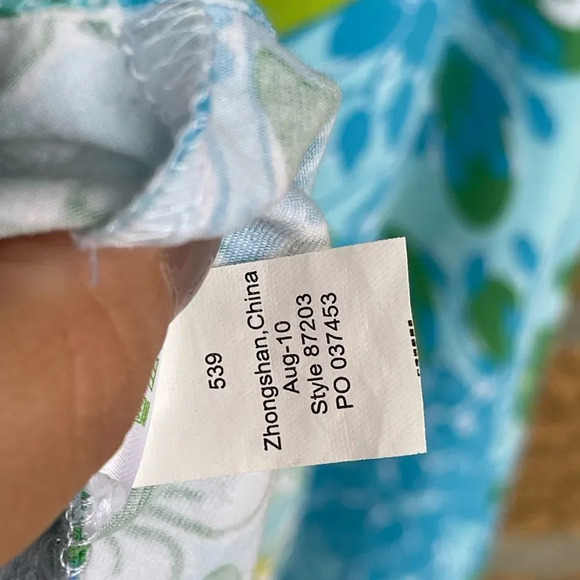 539
Zhongshan,China
Aug-10
Style 87203
PO 037453